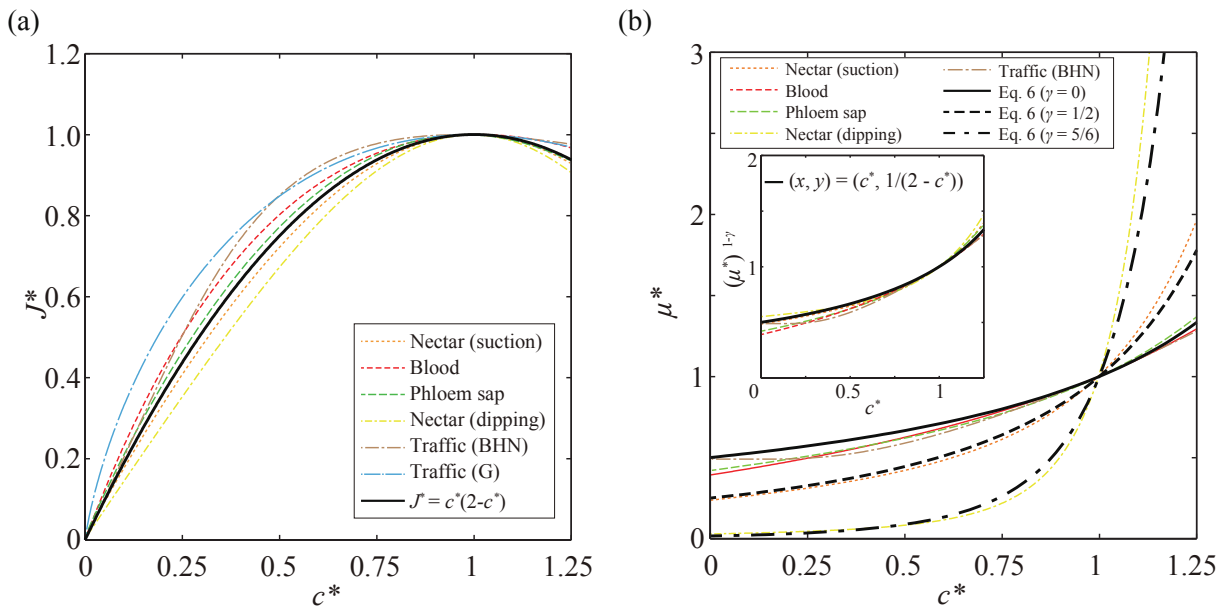 (a)
1.2
1.0
0.8
0.6
0.4
0.2
0
J*
0
0.25
0.5
0.75
1
1.25
c*
Nectar (suction)
Blood
Phloem sap
Nectar (dipping)
Traffic (BHN)
Traffic (G)
J* = c*(2-c*)
(b)
3
2
1
0
μ*
0
0.25
0.5
0.75
1
1.25
c*
Nectar (suction)
Blood
Phloem sap
Nectar (dipping)
Traffic (BHN)
Eq. 6 (γ = 0)
Eq. 6 (γ = 1/2)
Eq. 6 (γ = 5/6)
2
1
(μ*)^1-γ
(x, y) = (c*, 1/(2 - c*))
0
0.5
1
c*